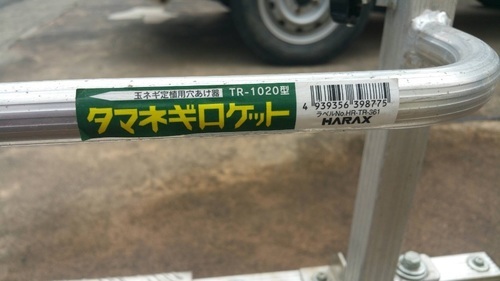 玉ネギ定植用穴あけ器 TR-1020型
タマネギロケット
4 939356 398775
ラベルNo.HR-TR-361
HARAX